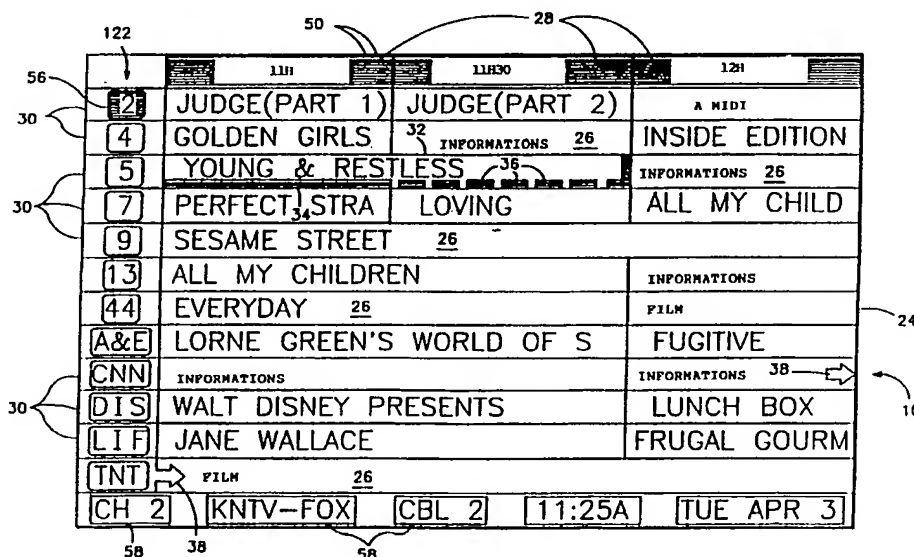 122 50 28
11H 11H30 12H
56 2 JUDGE(PART 1) JUDGE(PART 2) A MIDI
30 4 GOLDEN GIRLS 32 INFORMATIONS 26 INSIDE EDITION
5 YOUNG & RESTLESS 36 INFORMATIONS 26
30 7 PERFECT STRA 34 LOVING ALL MY CHILD
9 SESAME STREET 26
13 ALL MY CHILDREN INFORMATIONS
44 EVERYDAY 26 FILM 24
A&E LORNE GREEN'S WORLD OF S FUGITIVE
CNN INFORMATIONS INFORMATIONS 38
30 DIS WALT DISNEY PRESENTS LUNCH BOX
LIF JANE WALLACE FRUGAL GOURM
TNT FILM 26
CH 2 KNTV-FOX CBL 2 11:25A TUE APR 3
58 38 58